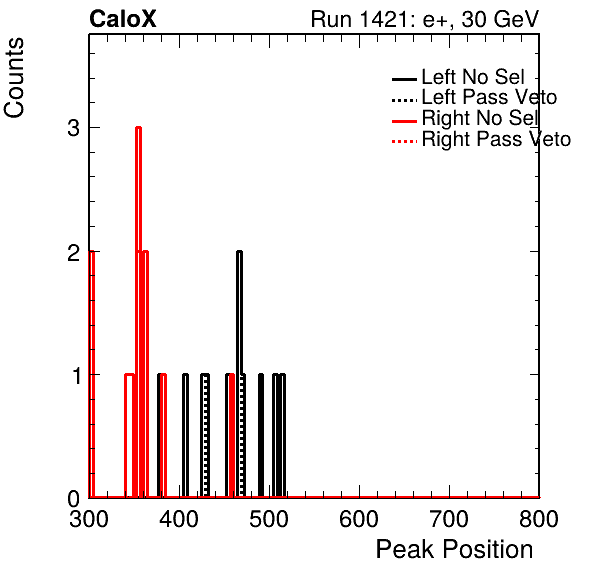 CaloX Run 1421: e+, 30 GeV
Counts
Left No Sel
Left Pass Veto
Right No Sel
Right Pass Veto
3
2
1
0
300 400 500 600 700 800
Peak Position